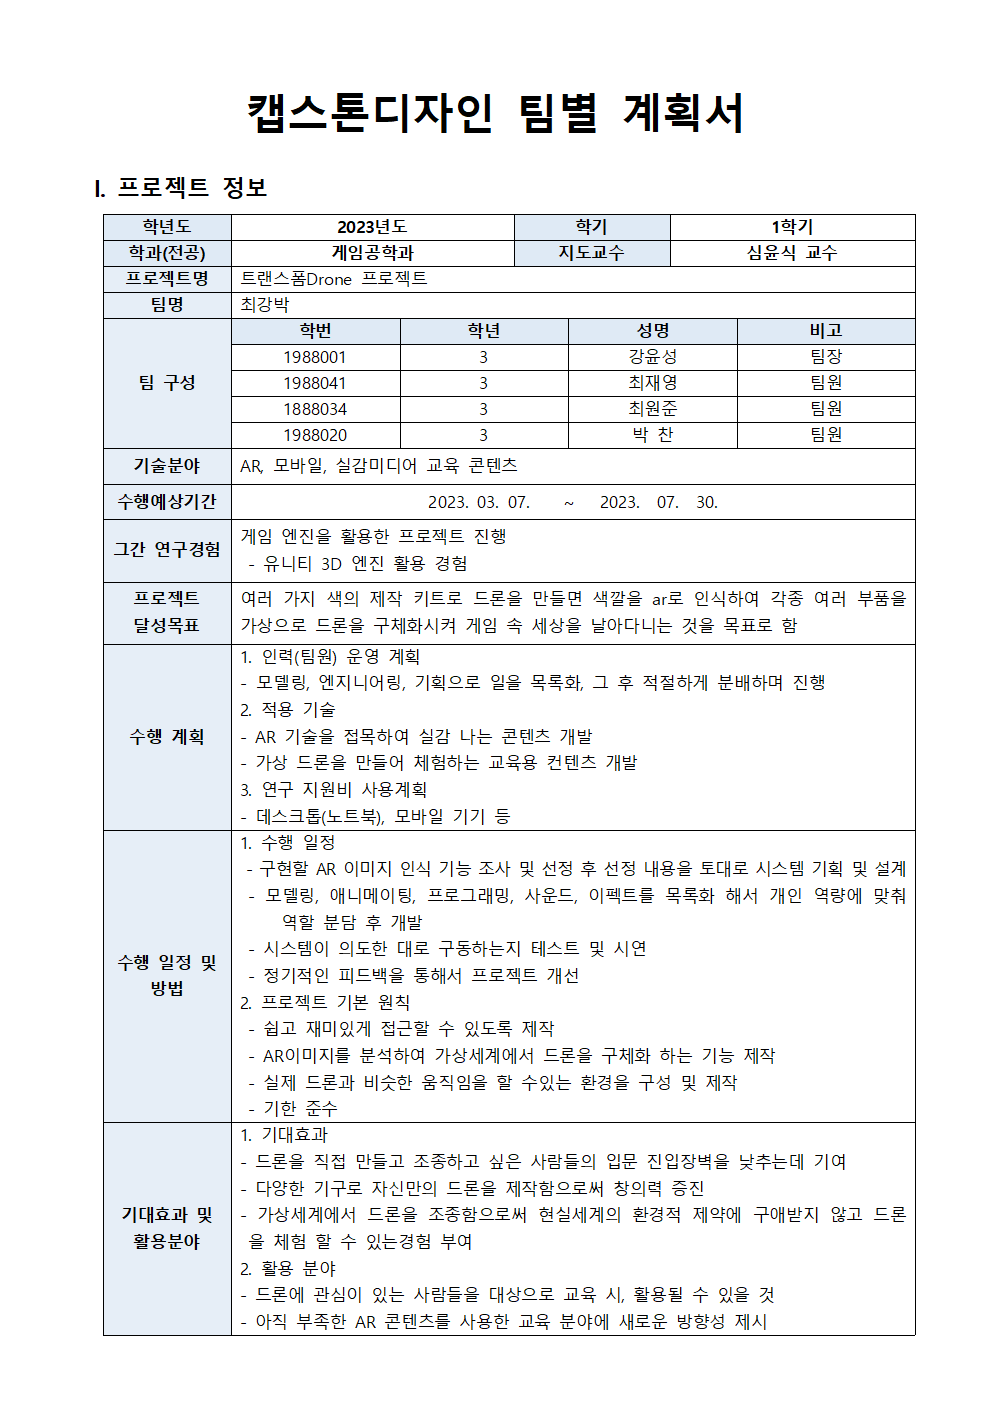 캡스톤디자인 팀별 계획서
I. 프로젝트 정보
학년도 2023년도 학기 1학기
학과(전공) 게임공학과 지도교수 심윤식 교수
프로젝트명 트랜스폼Drone 프로젝트
팀명 최강박
팀 구성
학번 학년 성명 비고
1988001 3 강윤성 팀장
1988041 3 최재영 팀원
1888034 3 최원준 팀원
1988020 3 박 찬 팀원
기술분야 AR, 모바일, 실감미디어 교육 콘텐츠
수행예상기간 2023. 03. 07. ~ 2023. 07. 30.
그간 연구경험
게임 엔진을 활용한 프로젝트 진행
- 유니티 3D 엔진 활용 경험
프로젝트
달성목표
여러 가지 색의 제작 키트로 드론을 만들면 색깔을 ar로 인식하여 각종 여러 부품을
가상으로 드론을 구체화시켜 게임 속 세상을 날아다니는 것을 목표로 함
수행 계획
1. 인력(팀원) 운영 계획
- 모델링, 엔지니어링, 기획으로 일을 목록화, 그 후 적절하게 분배하며 진행
2. 적용 기술
- AR 기술을 접목하여 실감 나는 콘텐츠 개발
- 가상 드론을 만들어 체험하는 교육용 컨텐츠 개발
3. 연구 지원비 사용계획
- 데스크톱(노트북), 모바일 기기 등
수행 일정 및
방법
1. 수행 일정
- 구현할 AR 이미지 인식 기능 조사 및 선정 후 선정 내용을 토대로 시스템 기획 및 설계
- 모델링, 애니메이팅, 프로그래밍, 사운드, 이펙트를 목록화 해서 개인 역량에 맞춰
역할 분담 후 개발
- 시스템이 의도한 대로 구동하는지 테스트 및 시연
- 정기적인 피드백을 통해서 프로젝트 개선
2. 프로젝트 기본 원칙
- 쉽고 재미있게 접근할 수 있도록 제작
- AR이미지를 분석하여 가상세계에서 드론을 구체화 하는 기능 제작
- 실제 드론과 비슷한 움직임을 할 수있는 환경을 구성 및 제작
- 기한 준수
기대효과 및
활용분야
1. 기대효과
- 드론을 직접 만들고 조종하고 싶은 사람들의 입문 진입장벽을 낮추는데 기여
- 다양한 기구로 자신만의 드론을 제작함으로써 창의력 증진
- 가상세계에서 드론을 조종함으로써 현실세계의 환경적 제약에 구애받지 않고 드론
을 체험 할 수 있는경험 부여
2. 활용 분야
- 드론에 관심이 있는 사람들을 대상으로 교육 시, 활용될 수 있을 것
- 아직 부족한 AR 콘텐츠를 사용한 교육 분야에 새로운 방향성 제시